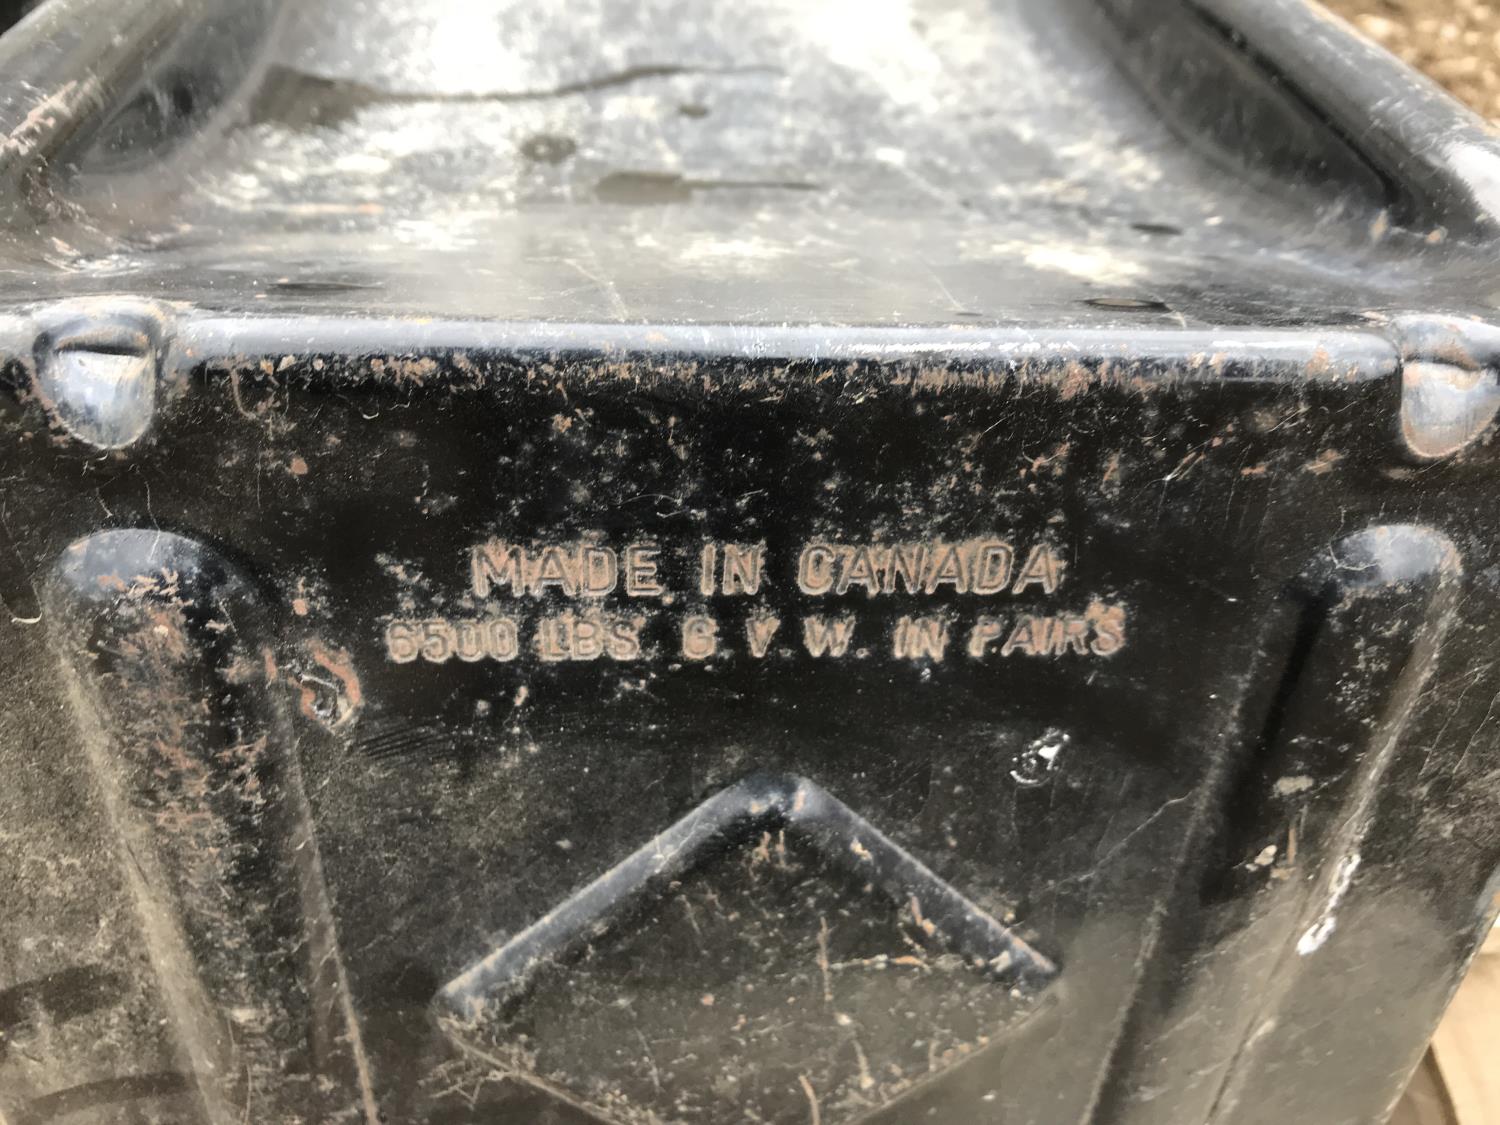 MADE IN CANADA
6500 LBS. G.V.W. IN PAIRS